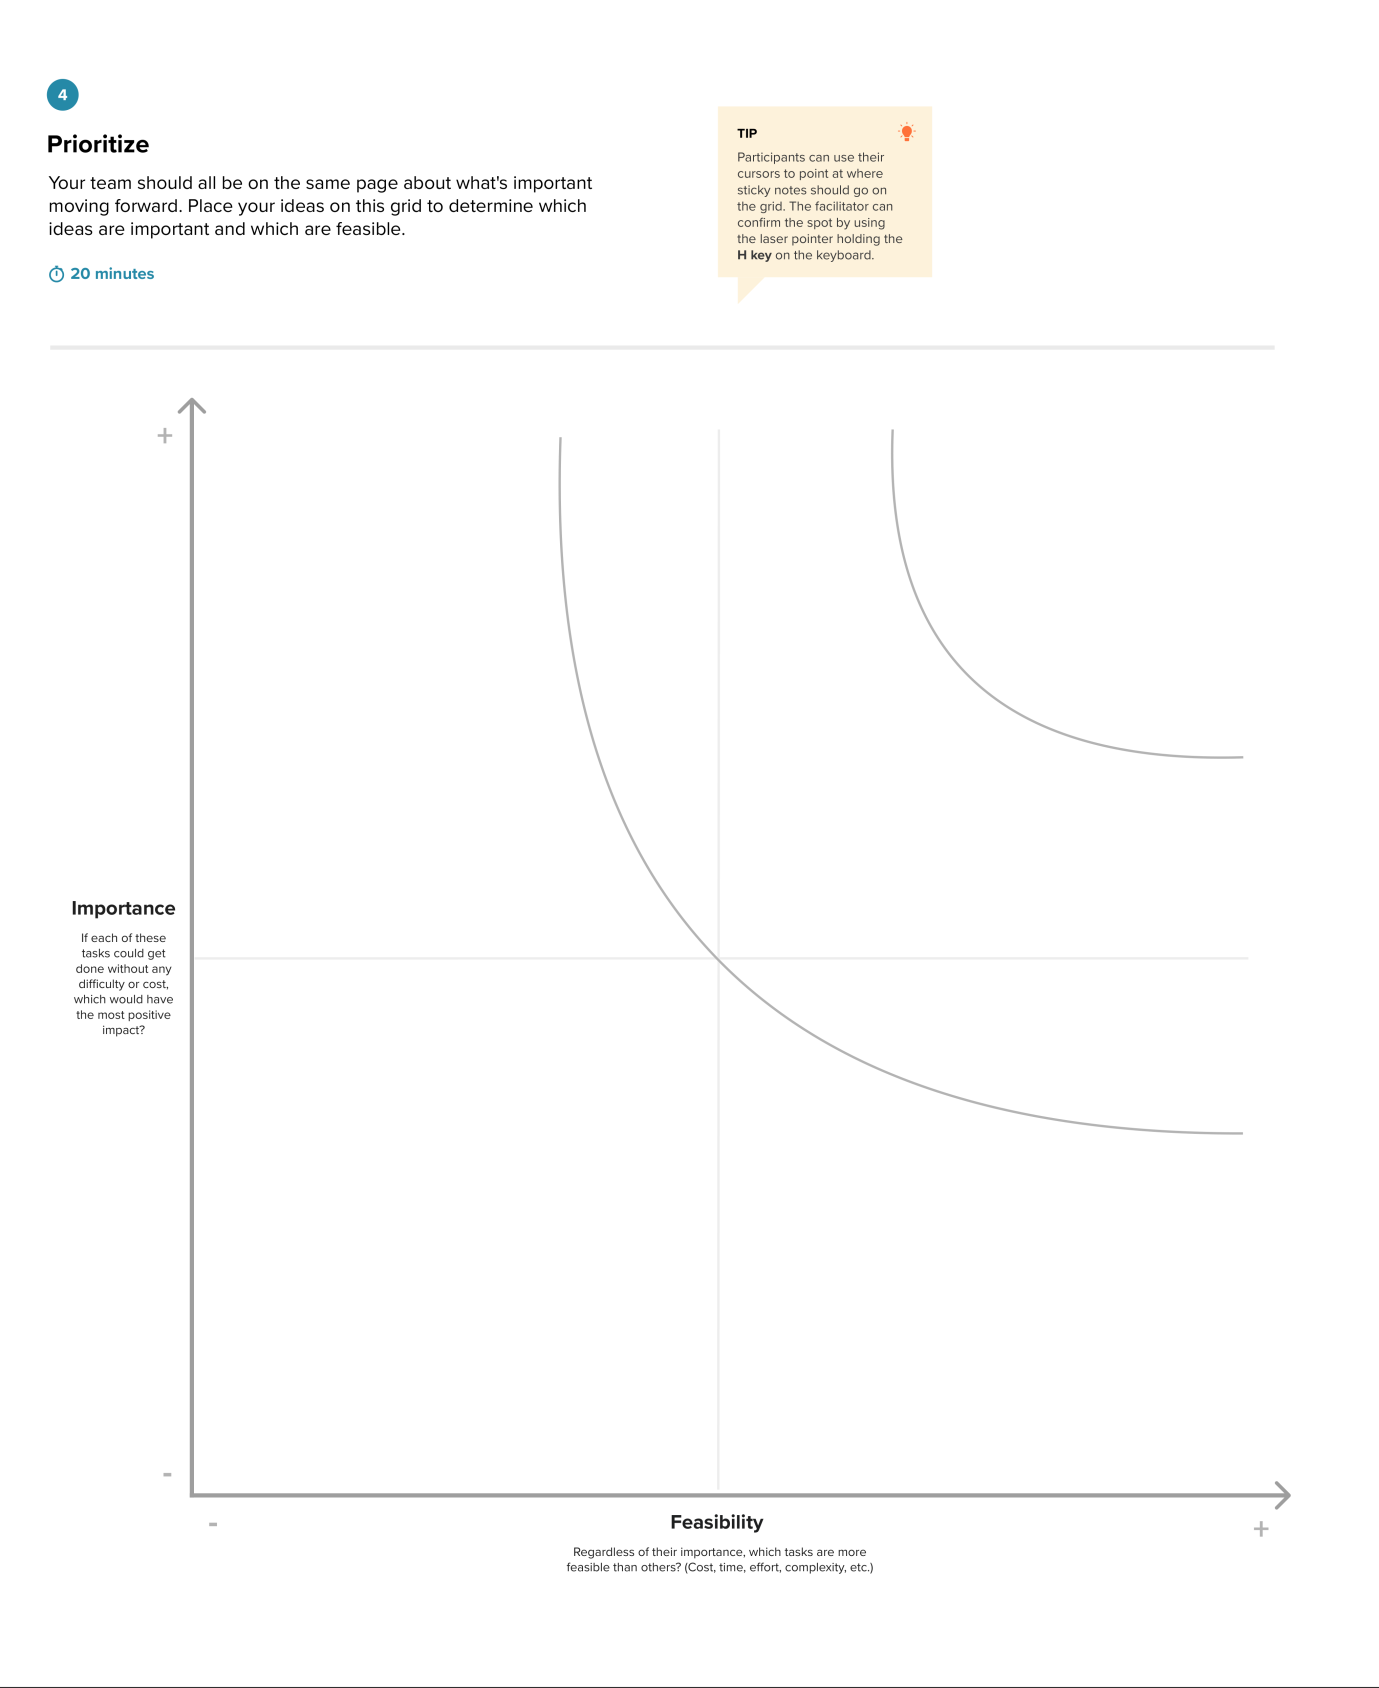 4
Prioritize
Your team should all be on the same page about what's important
moving forward. Place your ideas on this grid to determine which
ideas are important and which are feasible.
20 minutes
TIP
Participants can use their
cursors to point at where
sticky notes should go on
the grid. The facilitator can
confirm the spot by using
the laser pointer holding the
H key on the keyboard.
+
Importance
If each of these
tasks could get
done without any
difficulty or cost,
which would have
the most positive
impact?
-
-
Feasibility
+
Regardless of their importance, which tasks are more
feasible than others? (Cost, time, effort, complexity, etc.)